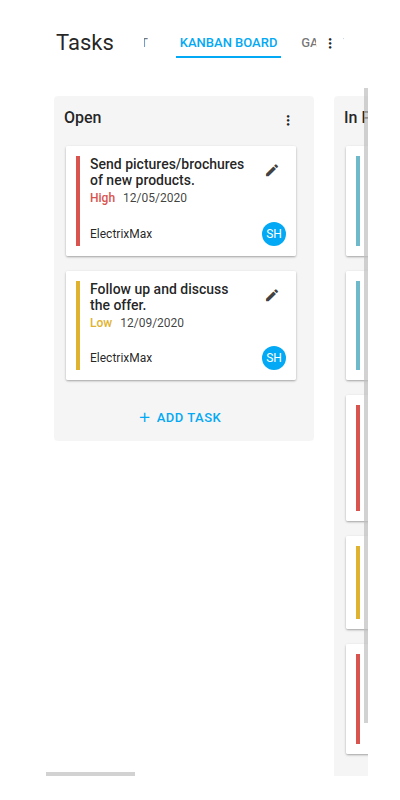 Tasks
T
KANBAN BOARD
GA
Open
Send pictures/brochures
of new products.
High 12/05/2020
ElectrixMax
SH
Follow up and discuss
the offer.
Low 12/09/2020
ElectrixMax
SH
+ ADD TASK
In